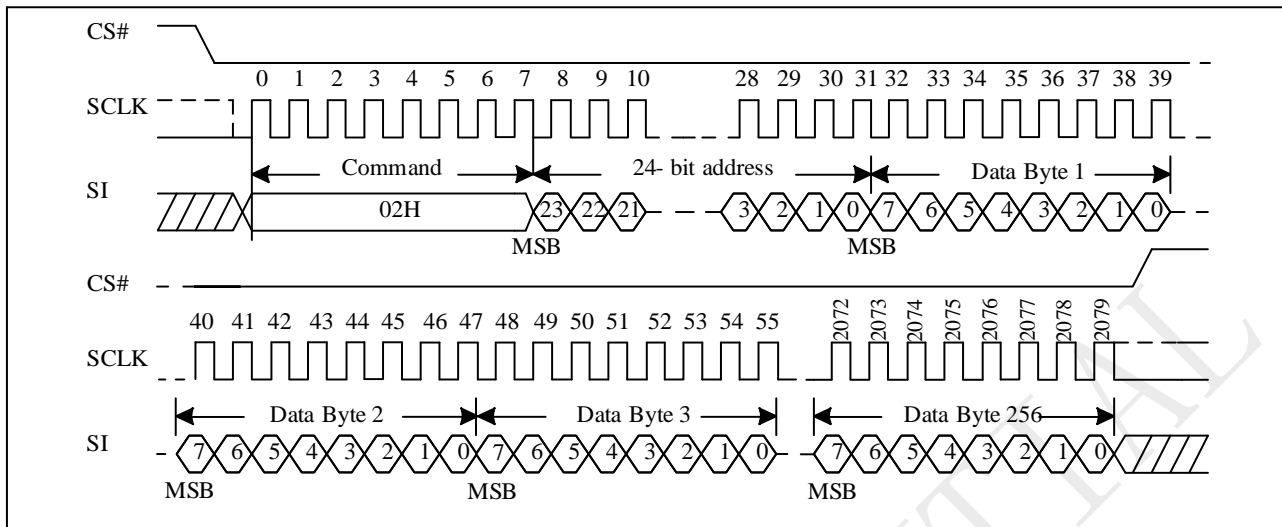 CS#
0 1 2 3 4 5 6 7 8 9 10 28 29 30 31 32 33 34 35 36 37 38 39
SCLK
Command 24- bit address Data Byte 1
SI
02H 23 22 21 3 2 1 0 7 6 5 4 3 2 1 0
MSB MSB
CS#
40 41 42 43 44 45 46 47 48 49 50 51 52 53 54 55 2072 2073 2074 2075 2076 2077 2078 2079
SCLK
Data Byte 2 Data Byte 3 Data Byte 256
SI
7 6 5 4 3 2 1 0 7 6 5 4 3 2 1 0 7 6 5 4 3 2 1 0
MSB MSB MSB